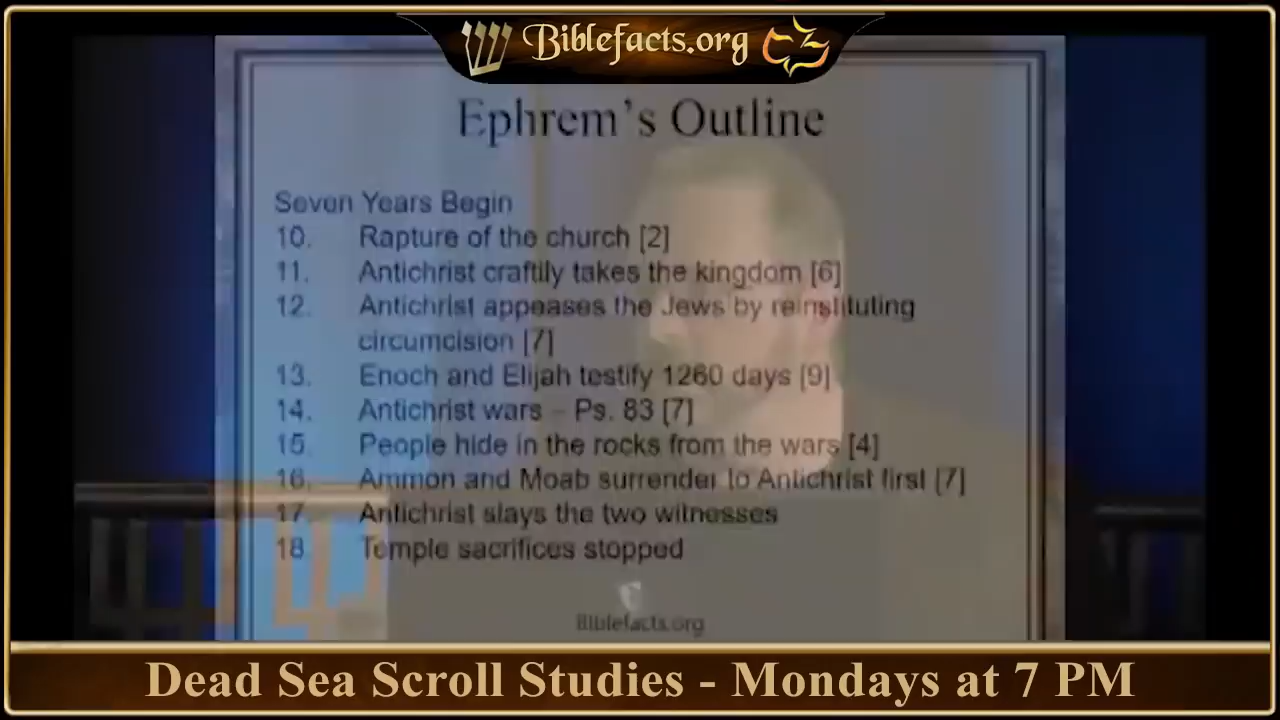 Biblefacts.org
Ephrem's Outline
Seven Years Begin
10. Rapture of the church [2]
11. Antichrist craftily takes the kingdom [6]
12. Antichrist appeases the Jews by reinstituting
circumcision [7]
13. Enoch and Elijah testify 1260 days [9]
14. Antichrist wars – Ps. 83 [7]
15. People hide in the rocks from the wars [4]
16. Ammon and Moab surrender to Antichrist first [7]
17. Antichrist slays the two witnesses
18. Temple sacrifices stopped
Biblefacts.org
Dead Sea Scroll Studies - Mondays at 7 PM